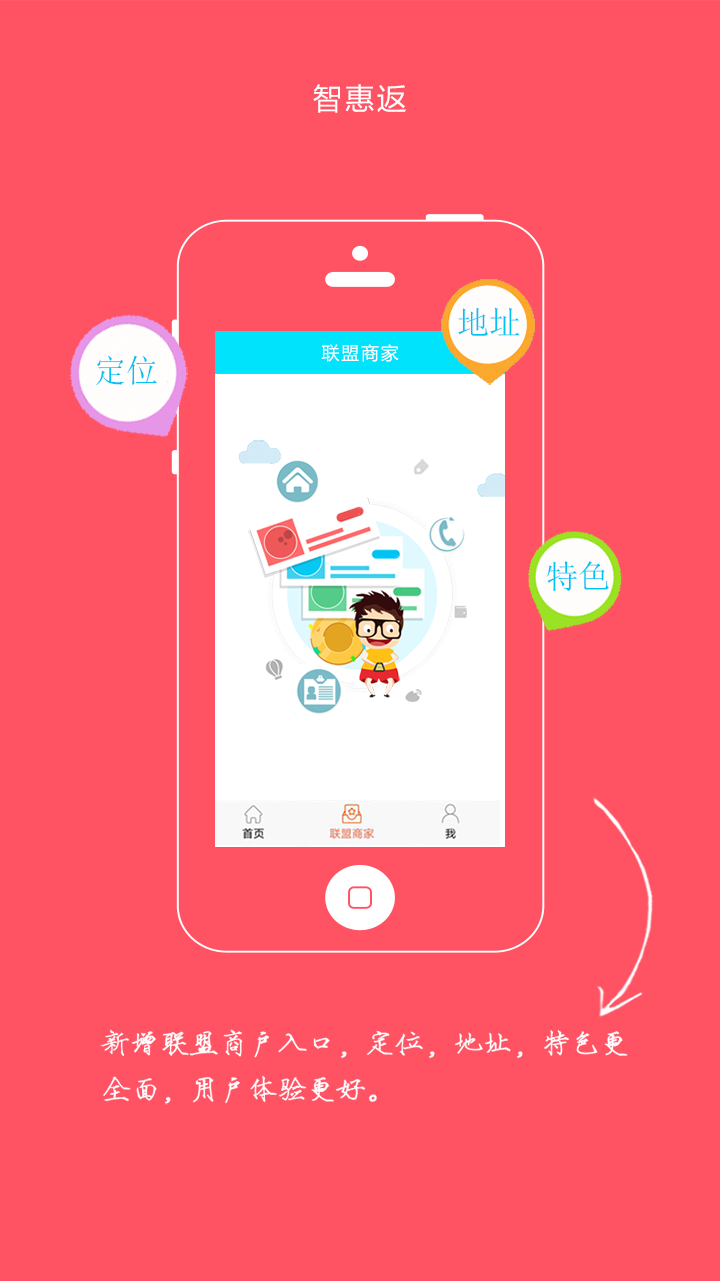 智惠返
地址
联盟商家
定位
特色
首页
联盟商家
我
新增联盟商户入口，定位，地址，特色更
全面，用户体验更好。